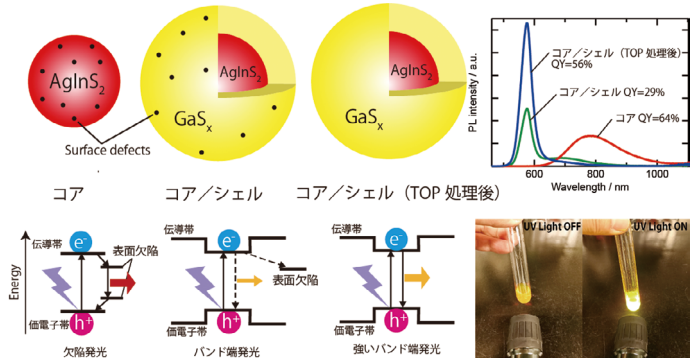 AgInS2
Surface defects
コア
GaSx
AgInS2
コア／シェル
GaSx
AgInS2
コア／シェル（TOP 処理後）
PL intensity / a.u.
コア／シェル（TOP 処理後）
QY=56%
コア／シェル QY=29%
コア QY=64%
600
800
1000
Wavelength / nm
Energy
伝導帯
e-
表面欠陥
価電子帯
h+
欠陥発光
伝導帯
e-
表面欠陥
価電子帯
h+
バンド端発光
伝導帯
e-
価電子帯
h+
強いバンド端発光
UV Light OFF
UV Light ON